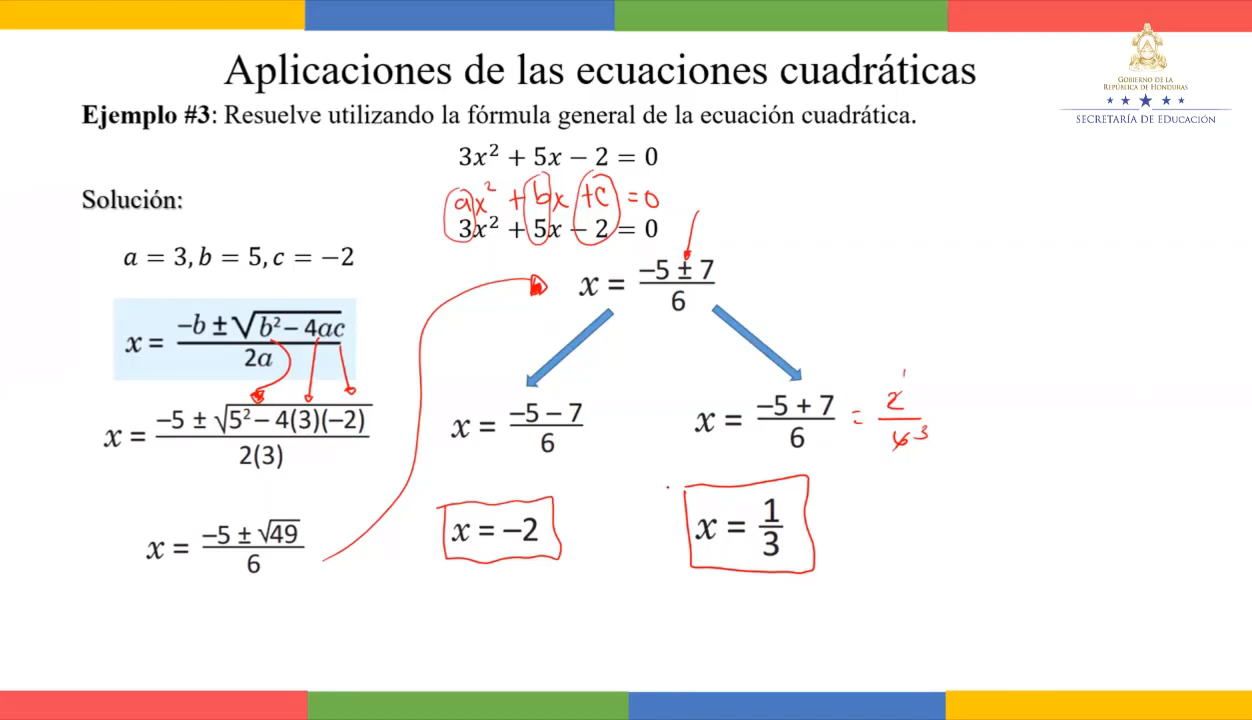 Aplicaciones de las ecuaciones cuadráticas
GOBIERNO DE LA
REPÚBLICA DE HONDURAS
SECRETARÍA DE EDUCACIÓN
Ejemplo #3: Resuelve utilizando la fórmula general de la ecuación cuadrática.
3x² + 5x − 2 = 0
Solución:
ax² + bx + c = 0
3x² + 5x − 2 = 0
a = 3, b = 5, c = −2
x = (−b ± √(b² − 4ac)) / 2a
x = (−5 ± √(5² − 4(3)(−2))) / 2(3)
x = (−5 ± √49) / 6
x = (−5 ± 7) / 6
x = (−5 − 7) / 6
x = −2
x = (−5 + 7) / 6 = 2 1 / 6 3
x = 1/3